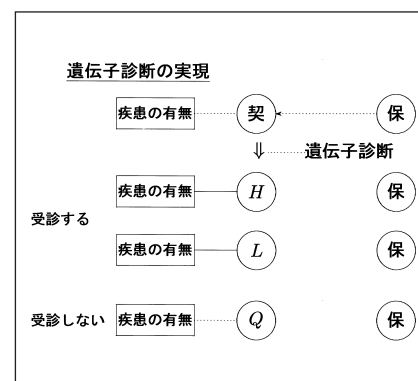 遺伝子診断の実現
疾患の有無 契 保
⇓ 遺伝子診断
疾患の有無 H 保
受診する
疾患の有無 L 保
受診しない 疾患の有無 Q 保